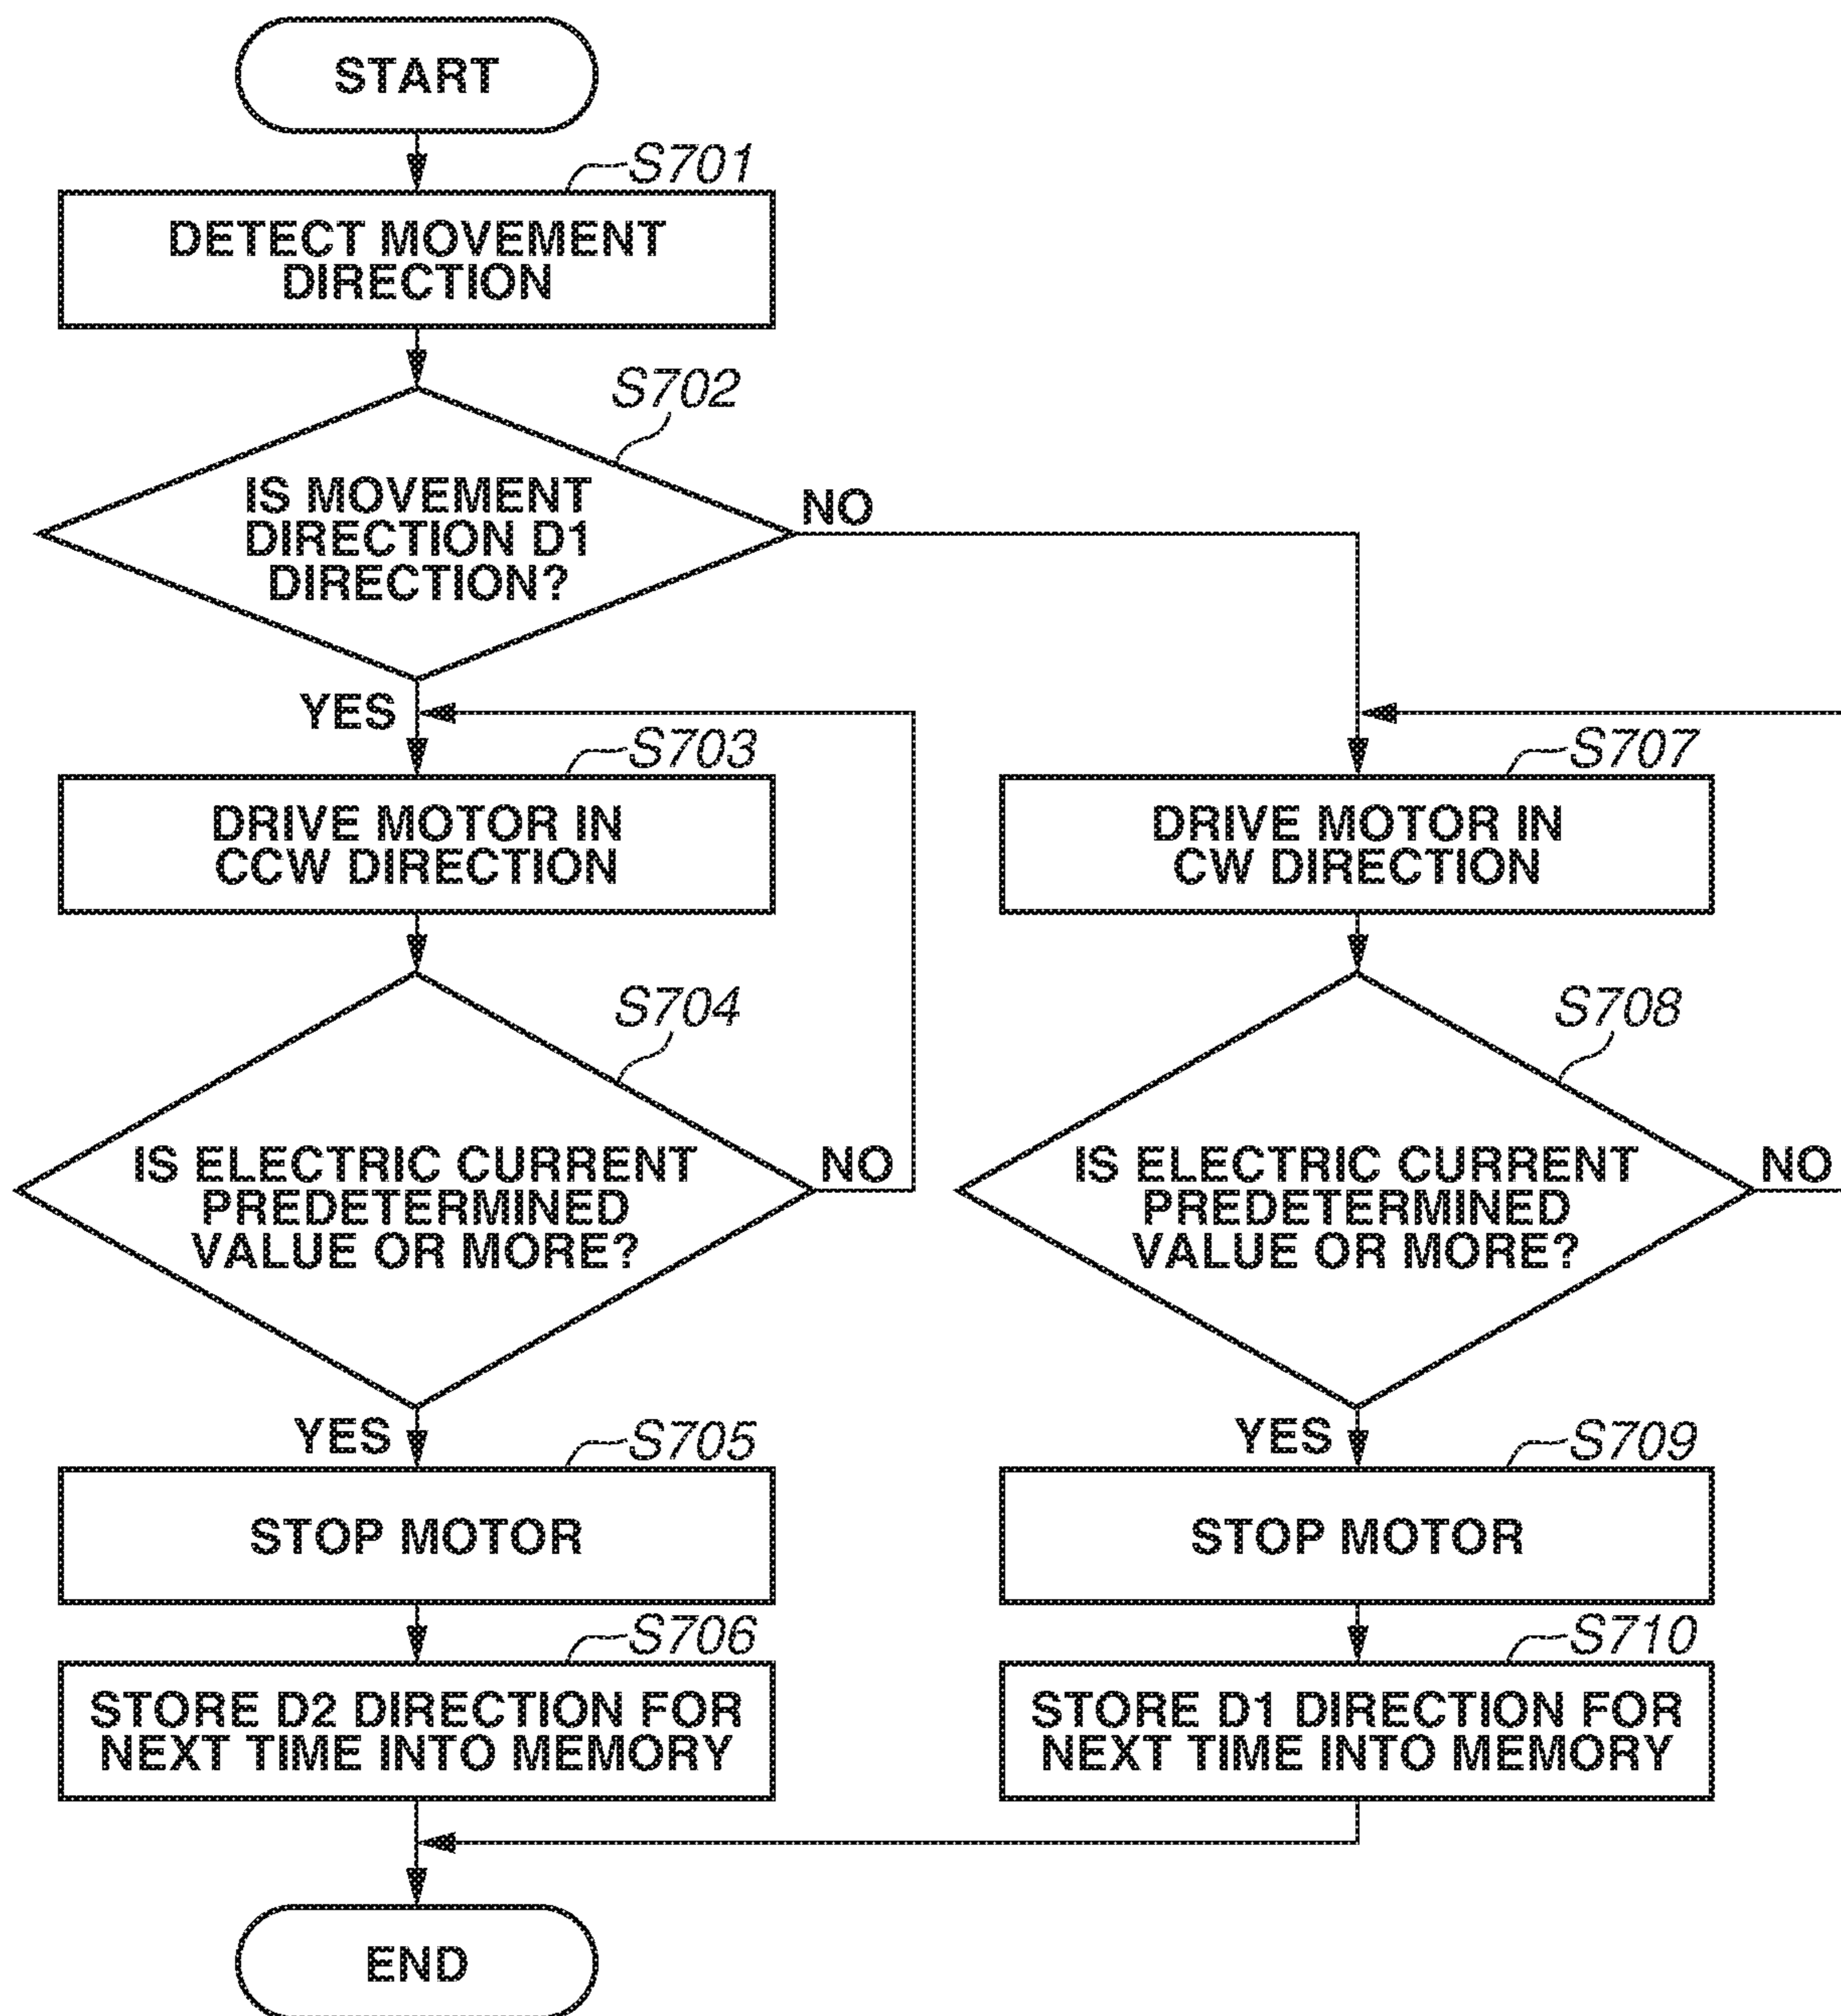 START
S701
DETECT MOVEMENT
DIRECTION
S702
IS MOVEMENT
DIRECTION D1
DIRECTION?
NO
YES
S703
DRIVE MOTOR IN
CCW DIRECTION
S707
DRIVE MOTOR IN
CW DIRECTION
S704
IS ELECTRIC CURRENT
PREDETERMINED
VALUE OR MORE?
NO
S708
IS ELECTRIC CURRENT
PREDETERMINED
VALUE OR MORE?
NO
YES
S705
STOP MOTOR
YES
S709
STOP MOTOR
S706
STORE D2 DIRECTION FOR
NEXT TIME INTO MEMORY
S710
STORE D1 DIRECTION FOR
NEXT TIME INTO MEMORY
END